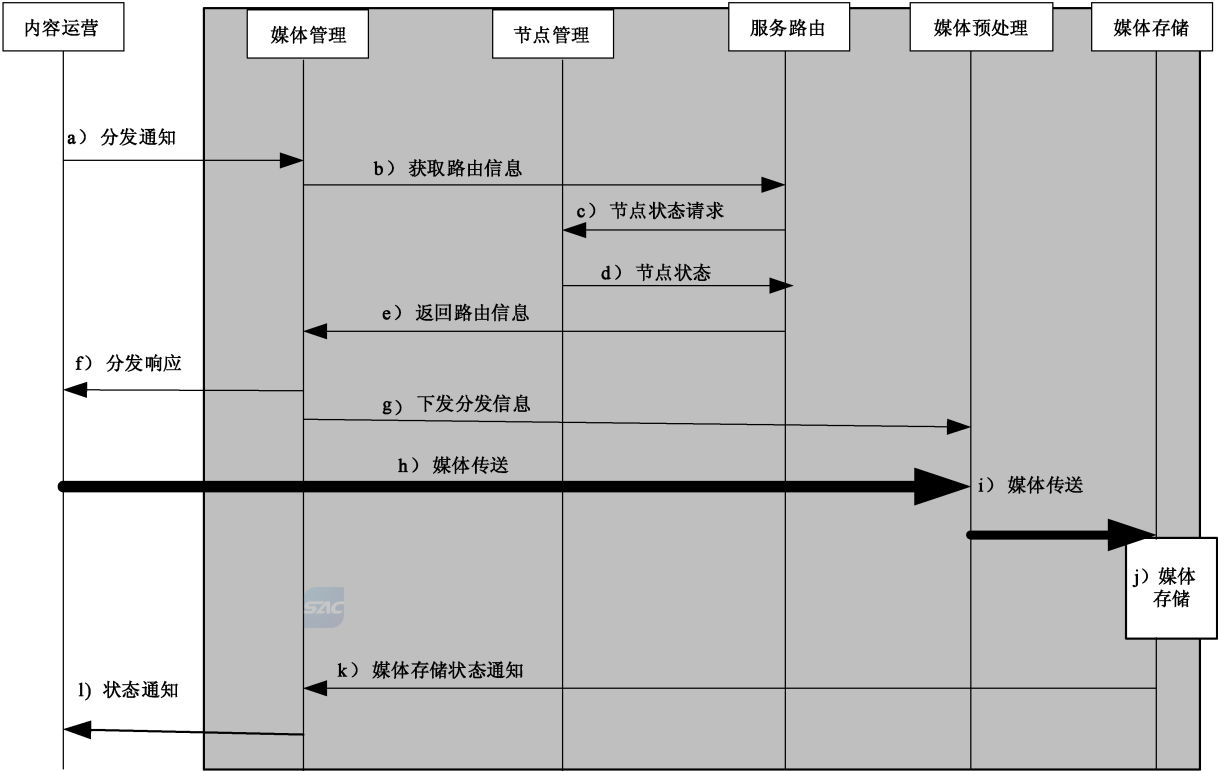 内容运营
媒体管理
节点管理
服务路由
媒体预处理
媒体存储
a） 分发通知
b） 获取路由信息
c） 节点状态请求
d） 节点状态
e） 返回路由信息
f） 分发响应
g） 下发分发信息
h）媒体传送
i） 媒体传送
j）媒体
存储
SAC
k） 媒体存储状态通知
l) 状态通知